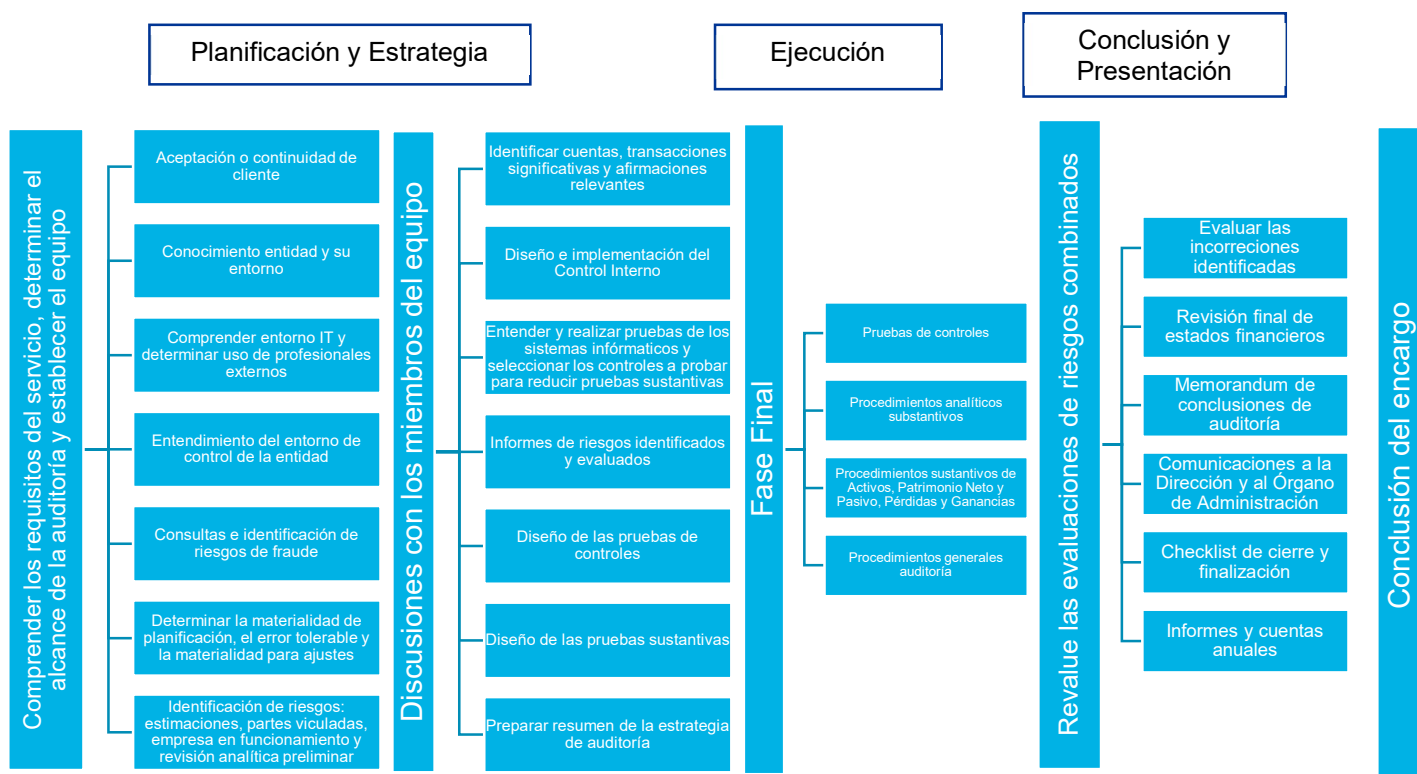 Planificación y Estrategia
Ejecución
Conclusión y
Presentación
Comprender los requisitos del servicio, determinar el
alcance de la auditoría y establecer el equipo
Aceptación o continuidad de
cliente
Conocimiento entidad y su
entorno
Comprender entorno IT y
determinar uso de profesionales
externos
Entendimiento del entorno de
control de la entidad
Consultas e identificación de
riesgos de fraude
Determinar la materialidad de
planificación, el error tolerable y
la materialidad para ajustes
Identificación de riesgos:
estimaciones, partes viculadas,
empresa en funcionamiento y
revisión analítica preliminar
Discusiones con los miembros del equipo
Identificar cuentas, transacciones
significativas y afirmaciones
relevantes
Diseño e implementación del
Control Interno
Entender y realizar pruebas de los
sistemas infórmaticos y
seleccionar los controles a probar
para reducir pruebas sustantivas
Informes de riesgos identificados
y evaluados
Diseño de las pruebas de
controles
Diseño de las pruebas sustantivas
Preparar resumen de la estrategia
de auditoría
Fase Final
Pruebas de controles
Procedimientos analíticos
substantivos
Procedimientos sustantivos de
Activos, Patrimonio Neto y
Pasivo, Pérdidas y Ganancias
Procedimientos generales
auditoría
Revalue las evaluaciones de riesgos combinados
Evaluar las
incorreciones
identificadas
Revisión final de
estados financieros
Memorandum de
conclusiones de
auditoría
Comunicaciones a la
Dirección y al Órgano
de Administración
Checklist de cierre y
finalización
Informes y cuentas
anuales
Conclusión del encargo